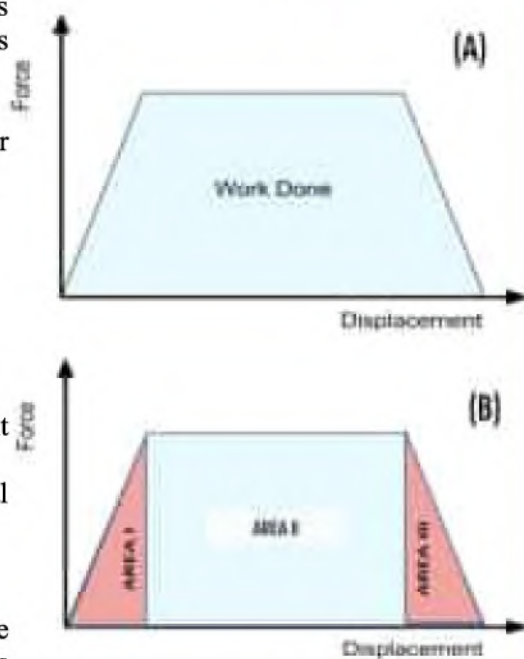 s
s
(A)
Force
r
Work Done
Displacement
t
(B)
Force
l
AREA I
AREA II
AREA III
e
Displacement